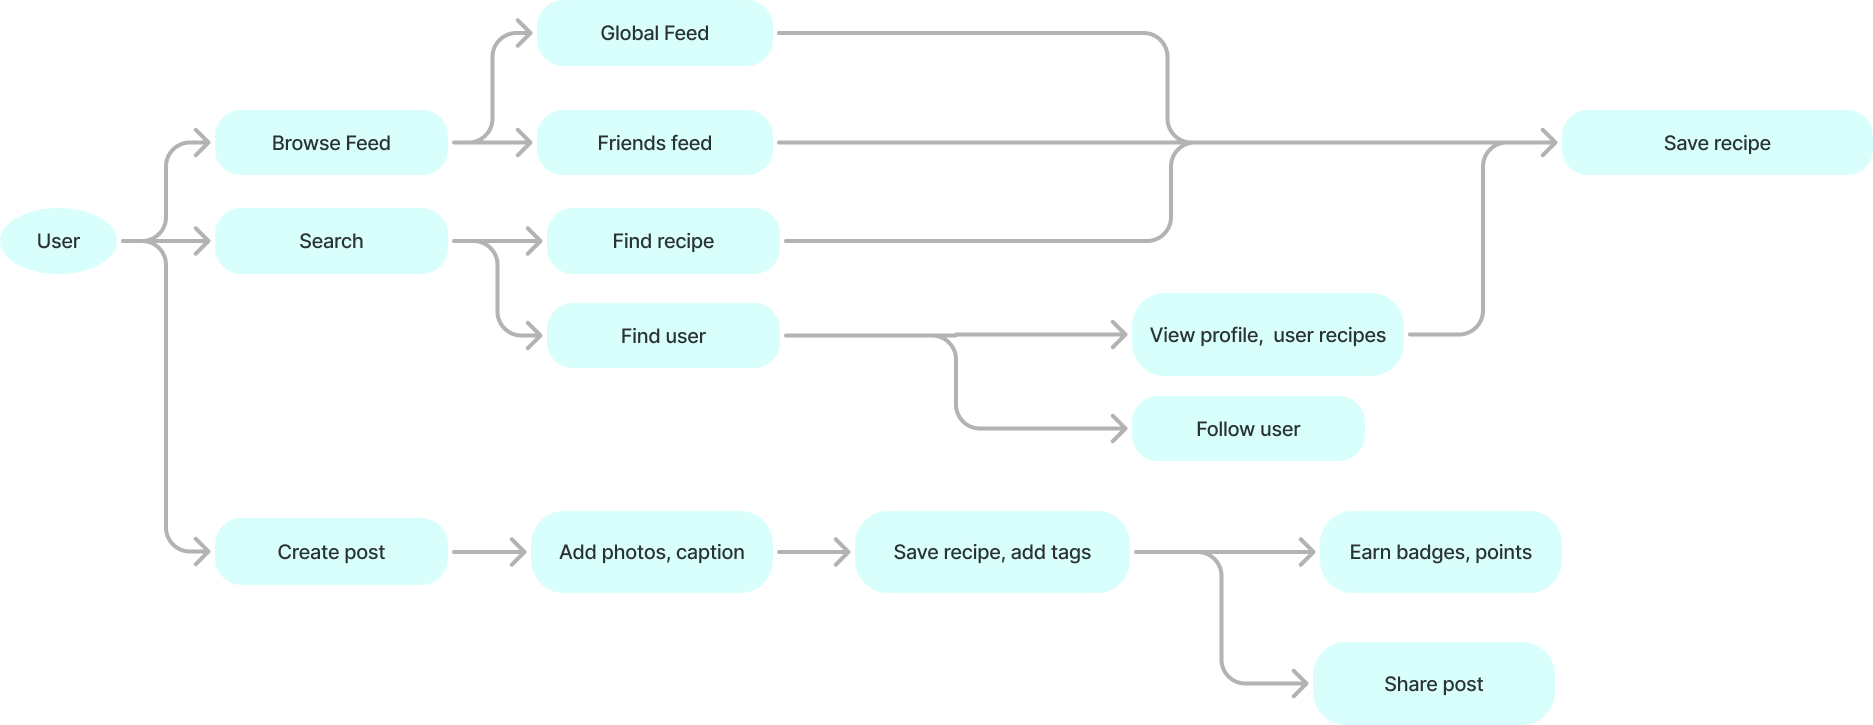 Global Feed
Browse Feed
Friends feed
Save recipe
User
Search
Find recipe
Find user
View profile,  user recipes
Follow user
Create post
Add photos, caption
Save recipe, add tags
Earn badges, points
Share post